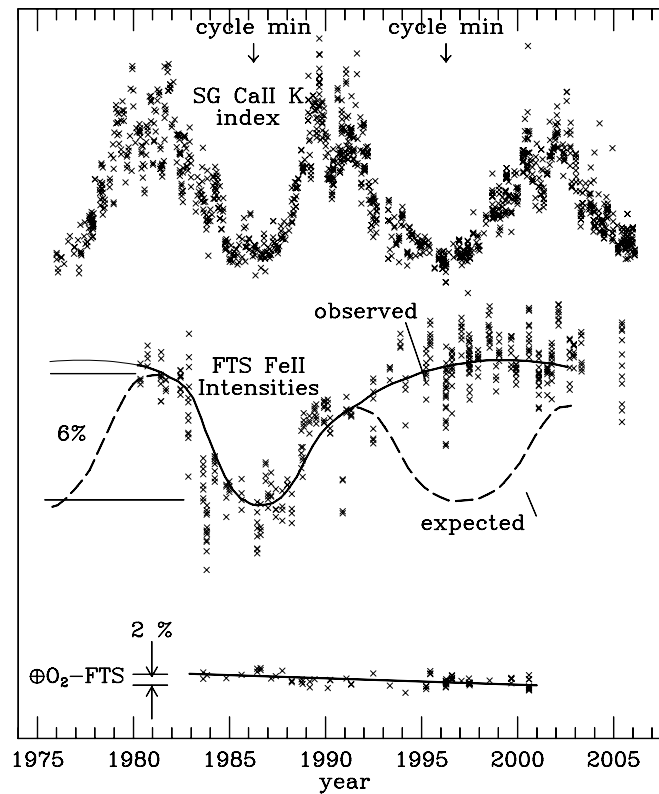 cycle min cycle min
SG CaII K
index
observed
FTS FeII
Intensities
6%
expected
2 %
⊕O₂−FTS
1975 1980 1985 1990 1995 2000 2005
year